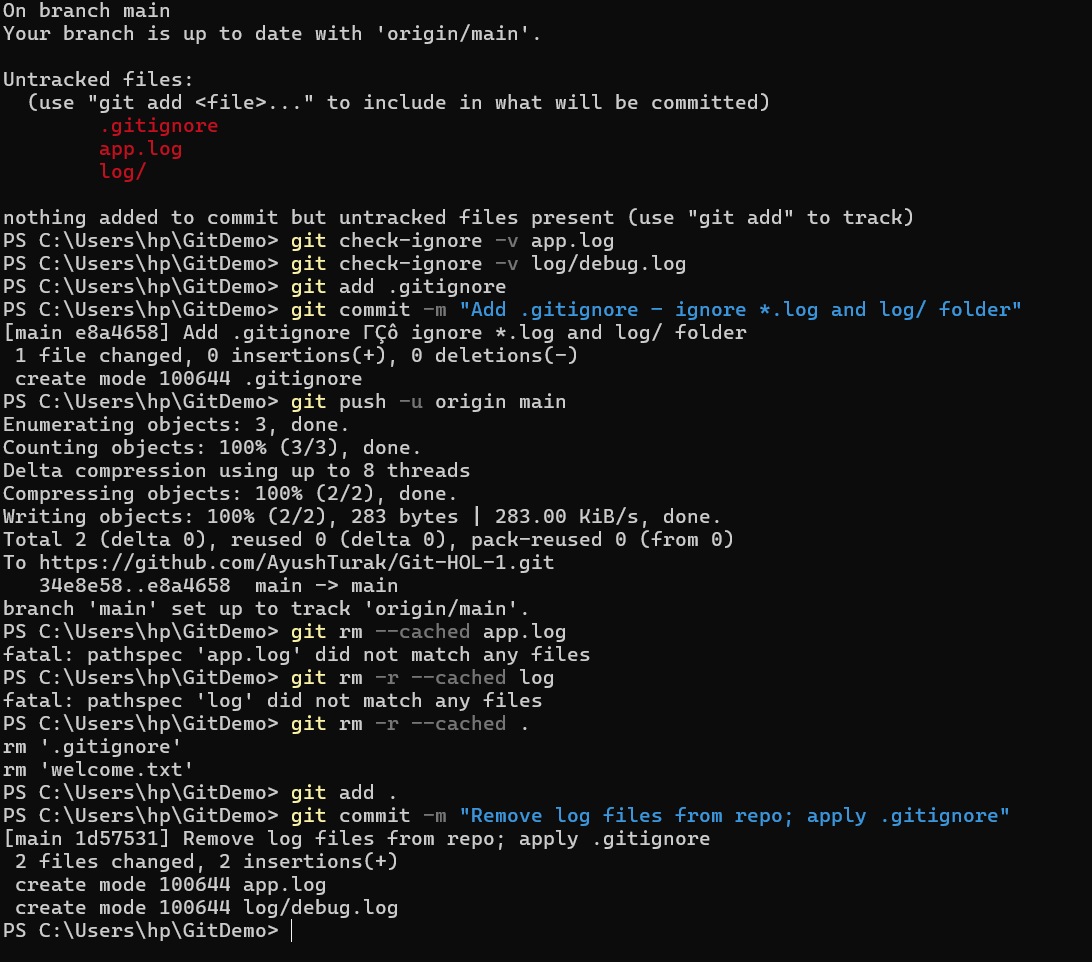 On branch main
Your branch is up to date with 'origin/main'.
Untracked files:
  (use "git add <file>..." to include in what will be committed)
        .gitignore
        app.log
        log/
nothing added to commit but untracked files present (use "git add" to track)
PS C:\Users\hp\GitDemo> git check-ignore -v app.log
PS C:\Users\hp\GitDemo> git check-ignore -v log/debug.log
PS C:\Users\hp\GitDemo> git add .gitignore
PS C:\Users\hp\GitDemo> git commit -m "Add .gitignore – ignore *.log and log/ folder"
[main e8a4658] Add .gitignore ΓÇô ignore *.log and log/ folder
 1 file changed, 0 insertions(+), 0 deletions(-)
 create mode 100644 .gitignore
PS C:\Users\hp\GitDemo> git push -u origin main
Enumerating objects: 3, done.
Counting objects: 100% (3/3), done.
Delta compression using up to 8 threads
Compressing objects: 100% (2/2), done.
Writing objects: 100% (2/2), 283 bytes | 283.00 KiB/s, done.
Total 2 (delta 0), reused 0 (delta 0), pack-reused 0 (from 0)
To https://github.com/AyushTurak/Git-HOL-1.git
   34e8e58..e8a4658  main -> main
branch 'main' set up to track 'origin/main'.
PS C:\Users\hp\GitDemo> git rm --cached app.log
fatal: pathspec 'app.log' did not match any files
PS C:\Users\hp\GitDemo> git rm -r --cached log
fatal: pathspec 'log' did not match any files
PS C:\Users\hp\GitDemo> git rm -r --cached .
rm '.gitignore'
rm 'welcome.txt'
PS C:\Users\hp\GitDemo> git add .
PS C:\Users\hp\GitDemo> git commit -m "Remove log files from repo; apply .gitignore"
[main 1d57531] Remove log files from repo; apply .gitignore
 2 files changed, 2 insertions(+)
 create mode 100644 app.log
 create mode 100644 log/debug.log
PS C:\Users\hp\GitDemo>